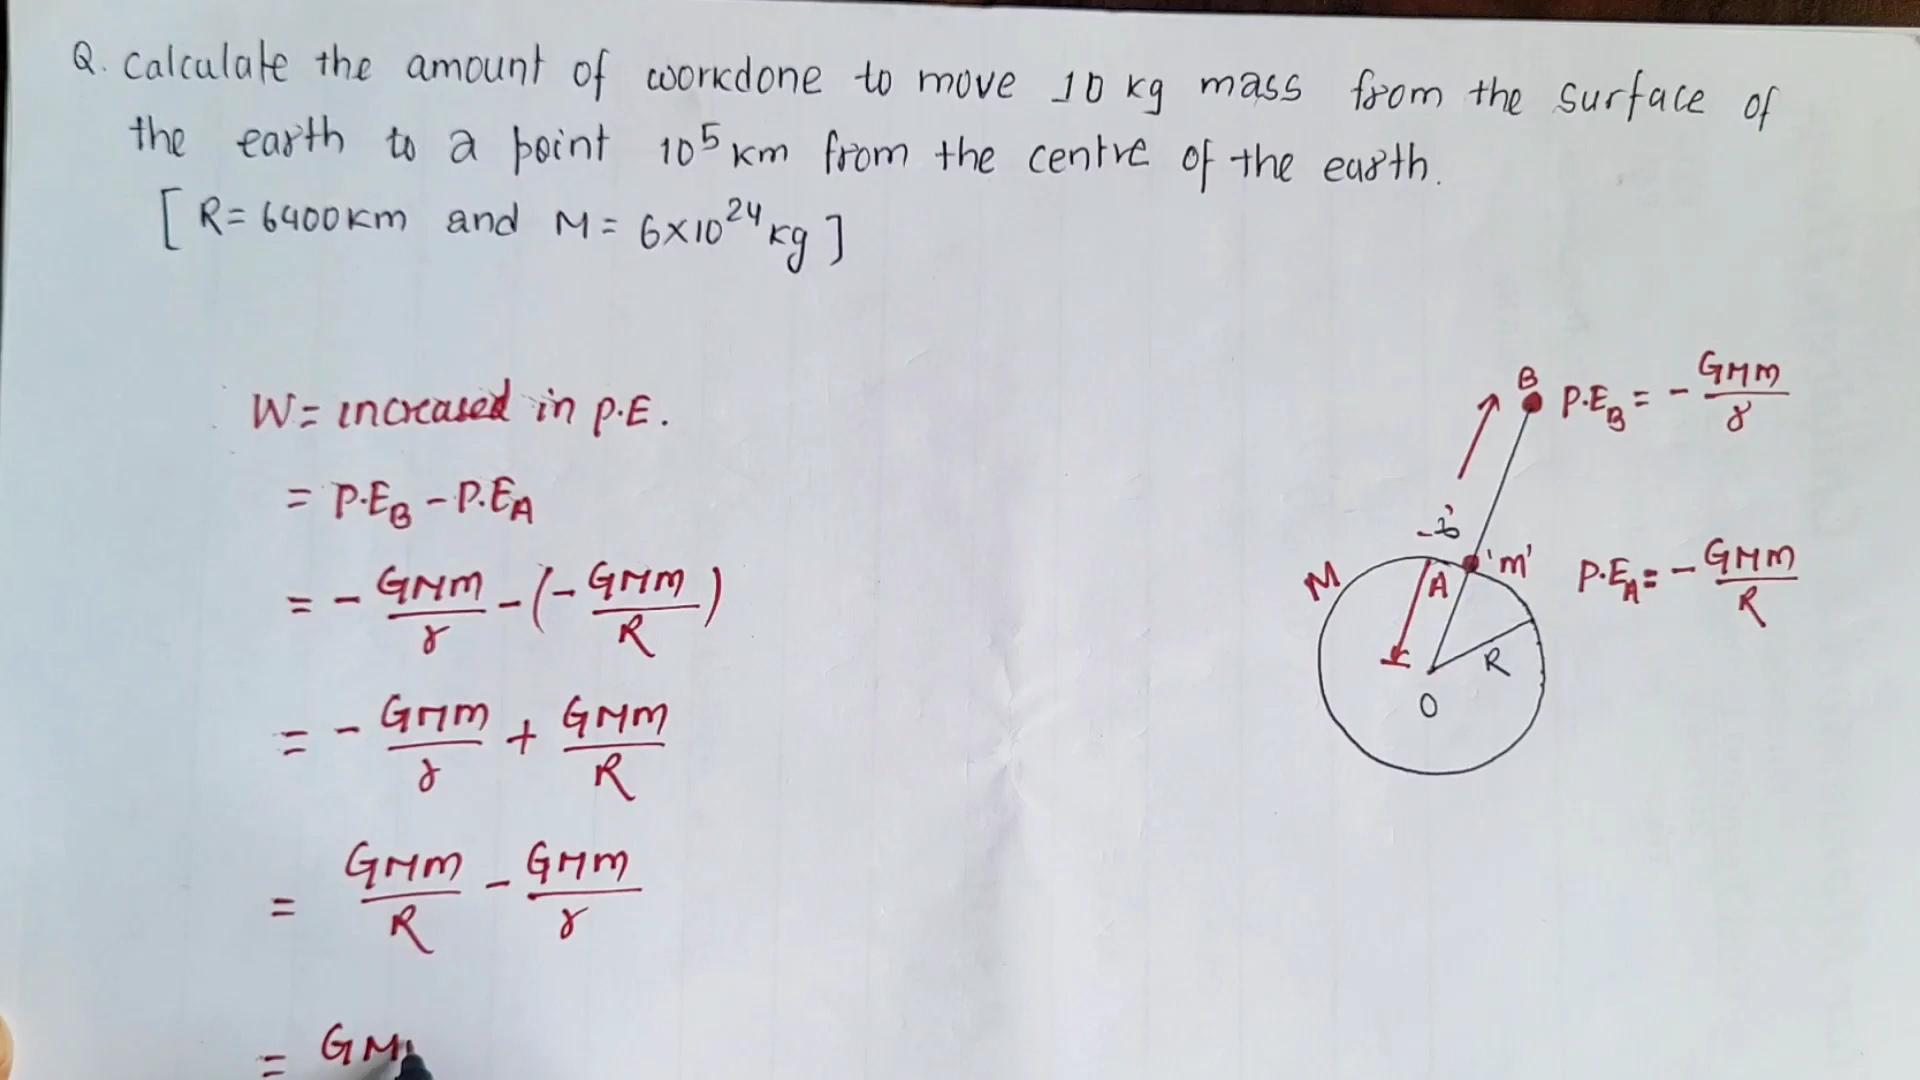 Q. Calculate the amount of workdone to move 10 kg mass from the surface of
the earth to a point 10⁵ km from the centre of the earth.
[R = 6400 km and M = 6×10²⁴ kg]
W = increased in P.E.
= P.E_B - P.E_A
= - GMm/r - (- GMm/R)
= - GMm/r + GMm/R
= GMm/R - GMm/r
= GM
B P.E_B = - GMm/r
M A 'm' P.E_A = - GMm/R
R
O